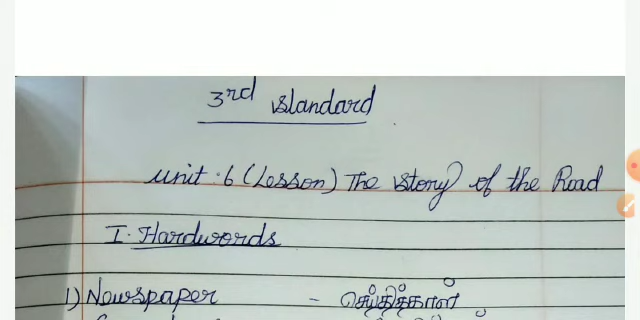 3rd standard
Unit : 6 (Lesson) The story of the Road
I. Hardwords
1) Newspaper - செய்தித்தாள்